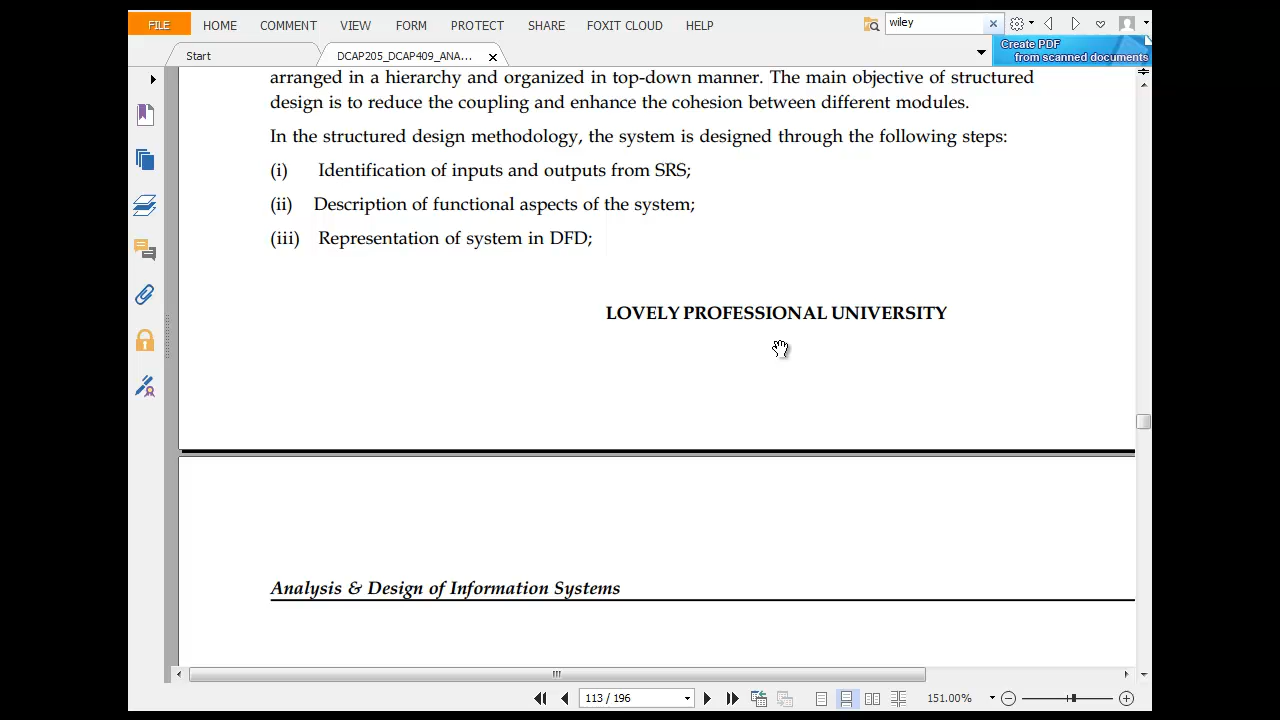 FILE HOME COMMENT VIEW FORM PROTECT SHARE FOXIT CLOUD HELP wiley
Start DCAP205_DCAP409_ANA... Create PDF
from scanned documents
arranged in a hierarchy and organized in top-down manner. The main objective of structured
design is to reduce the coupling and enhance the cohesion between different modules.
In the structured design methodology, the system is designed through the following steps:
(i) Identification of inputs and outputs from SRS;
(ii) Description of functional aspects of the system;
(iii) Representation of system in DFD;
LOVELY PROFESSIONAL UNIVERSITY
Analysis & Design of Information Systems
113 / 196 151.00%